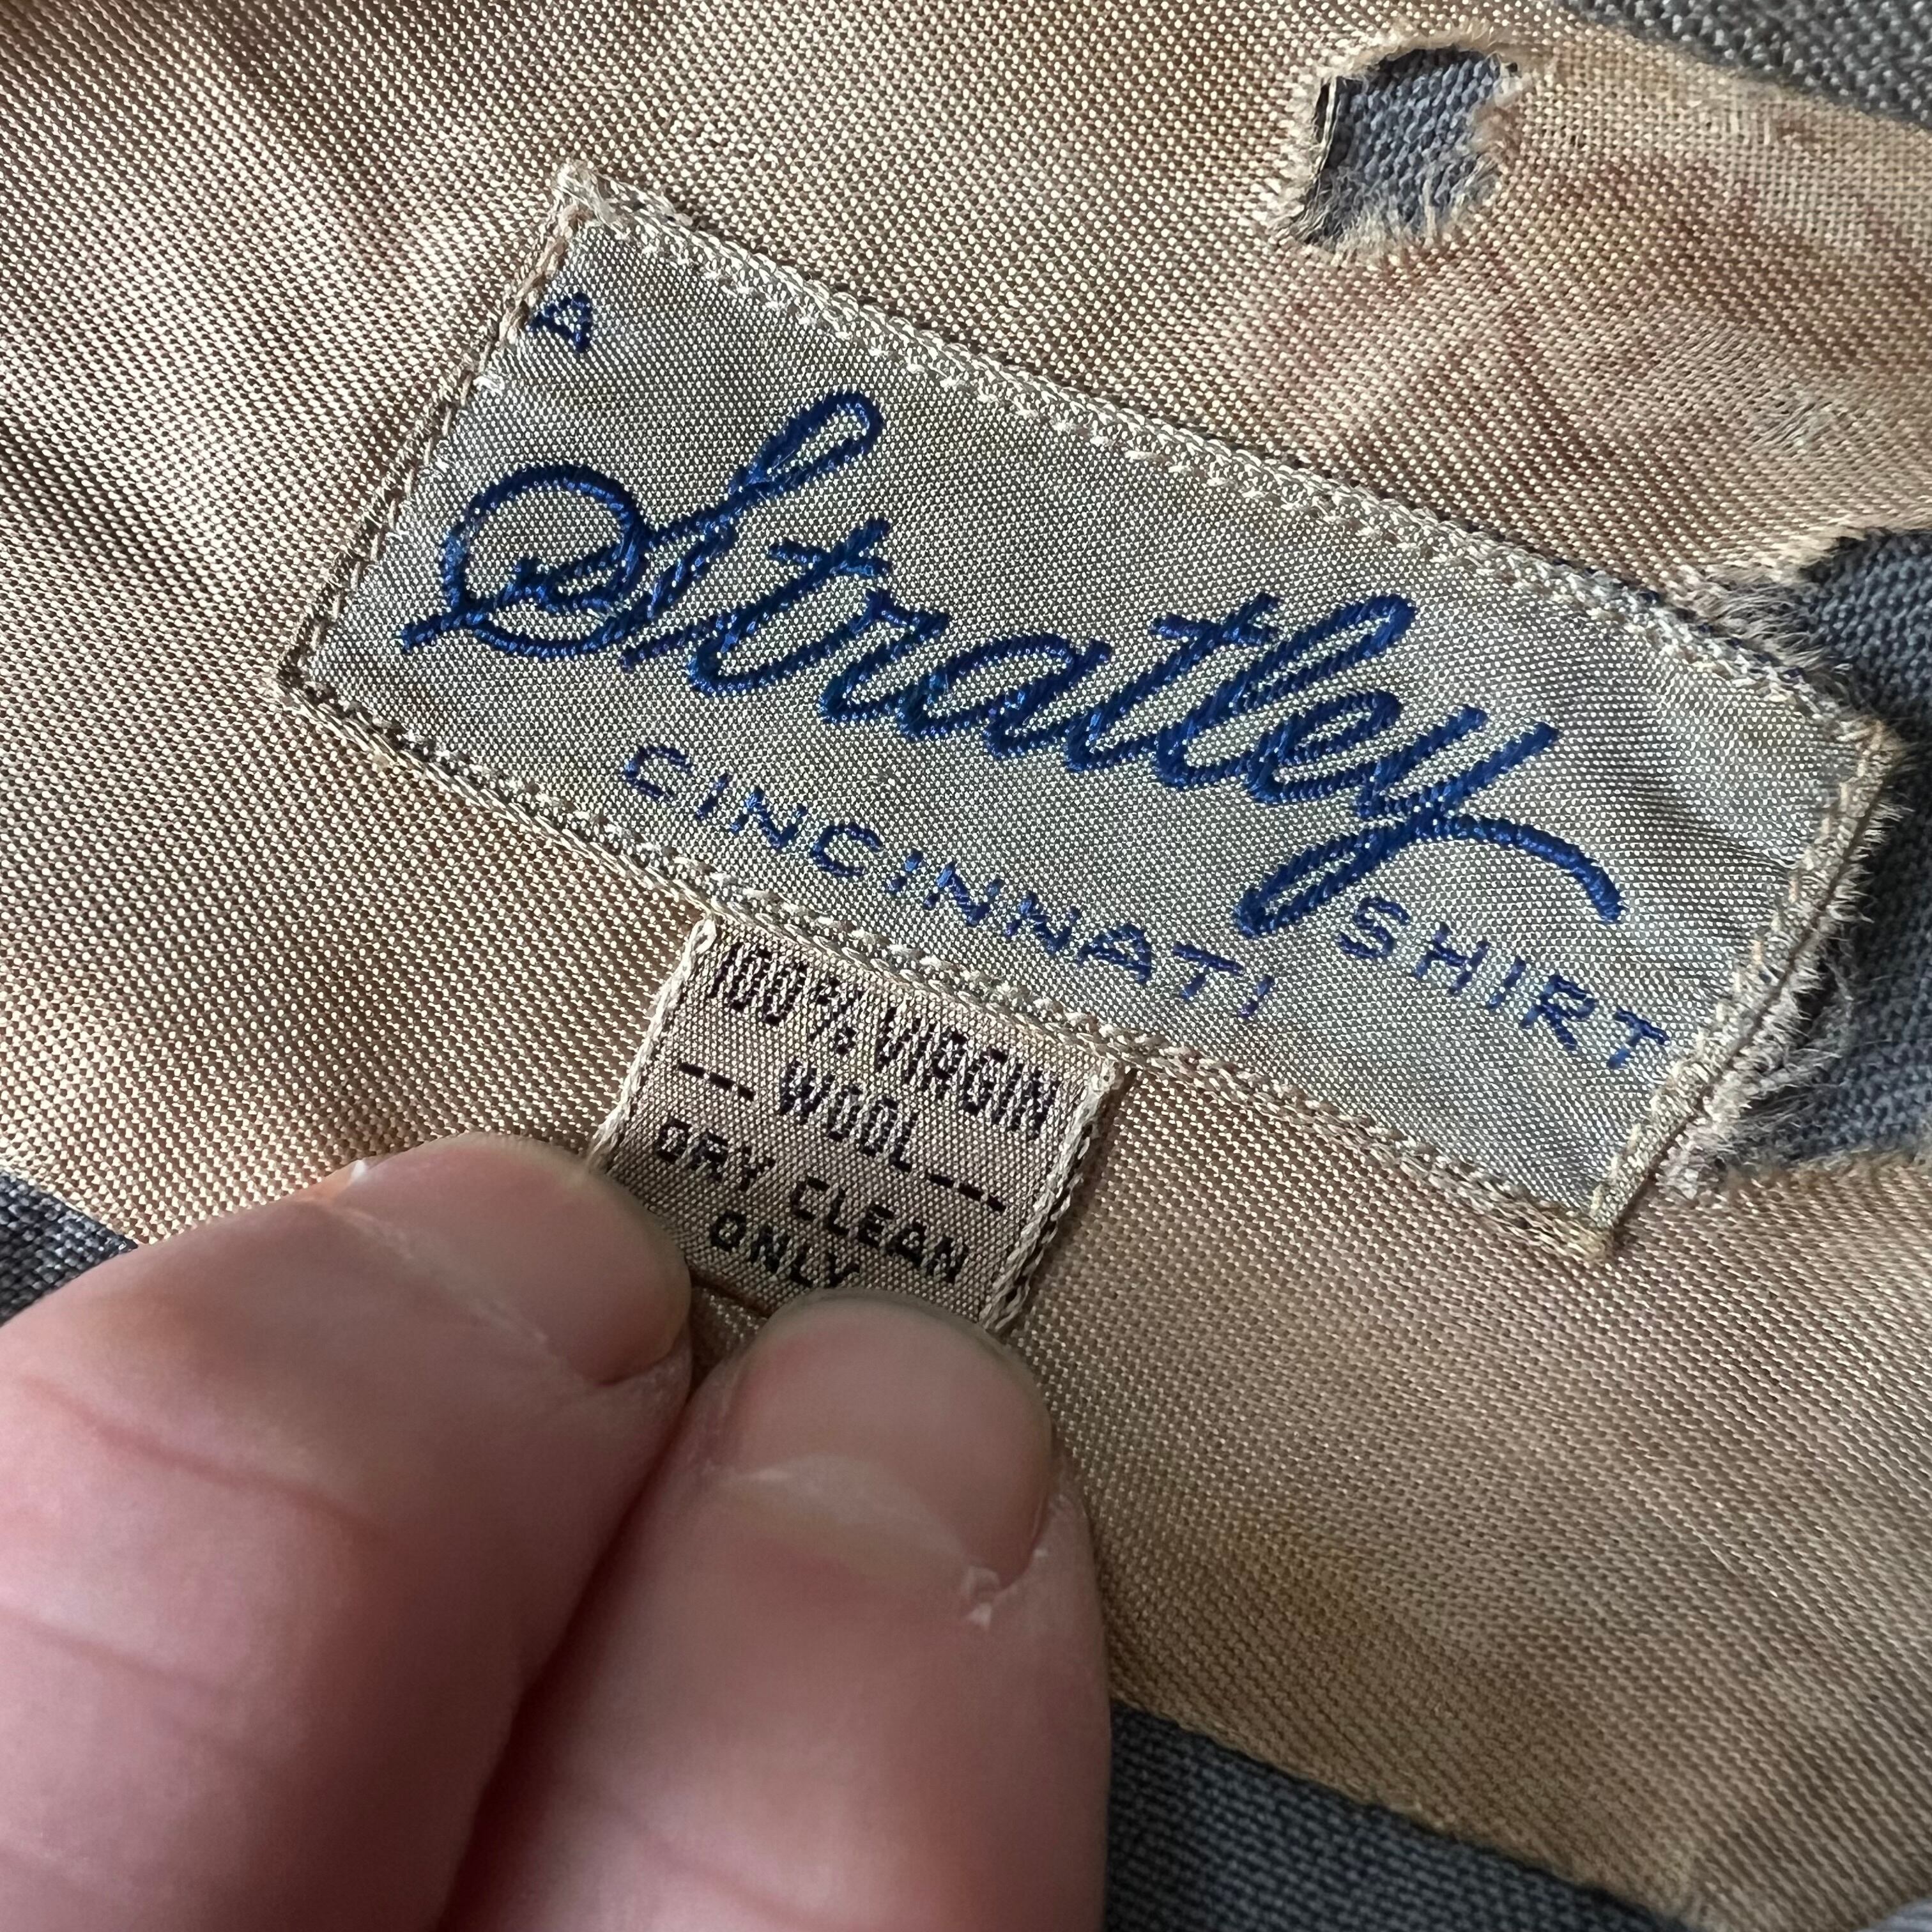 A
Stratley
SHIRT
CINCINNATI
100% VIRGIN
--- WOOL ---
DRY CLEAN
ONLY